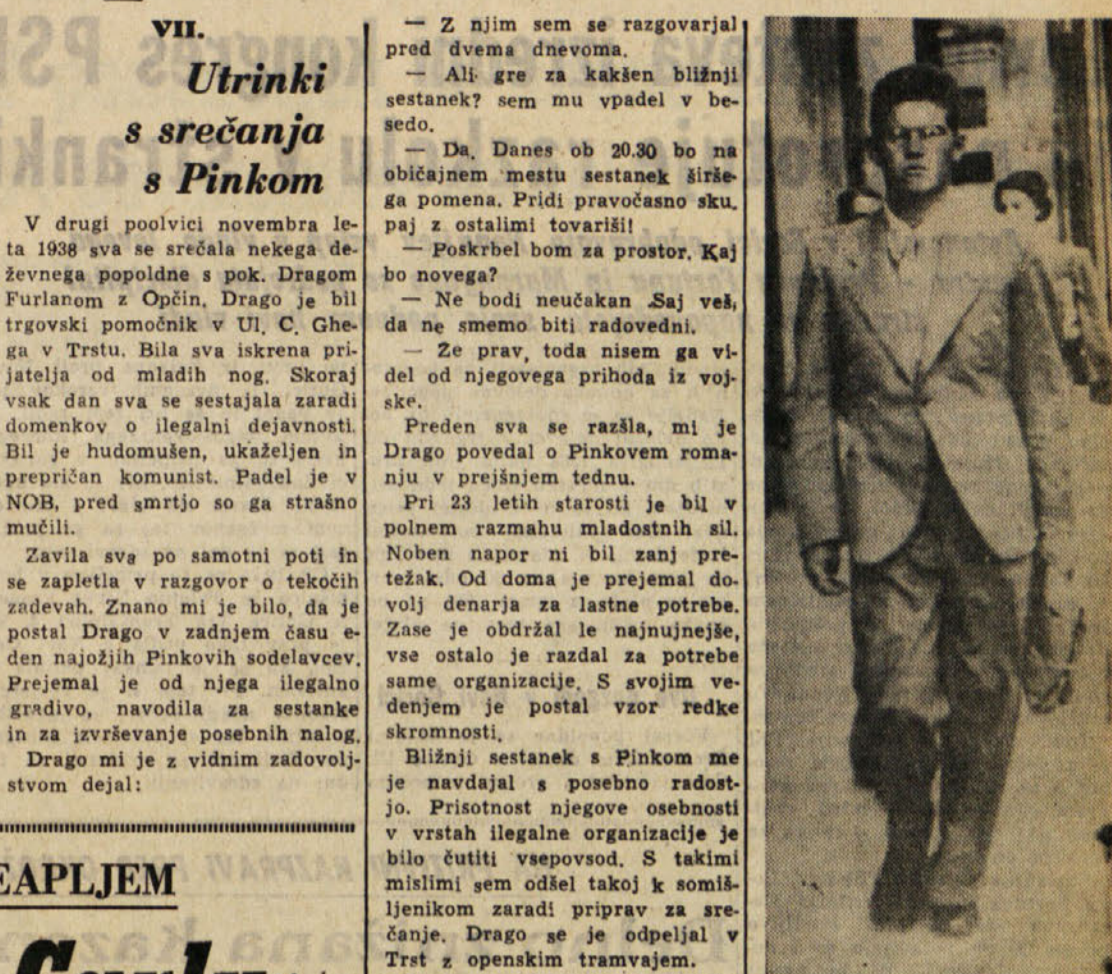 VII.
Utrinki
s srečanja
s Pinkom
V drugi poolvici novembra le-
ta 1938 sva se srečala nekega de-
ževnega popoldne s pok. Dragom
Furlanom z Opčin. Drago je bil
trgovski pomočnik v Ul. C. Ghe-
ga v Trstu. Bila sva iskrena pri-
jatelja od mladih nog. Skoraj
vsak dan sva se sestajala zaradi
domenkov o ilegalni dejavnosti.
Bil je hudomušen, ukaželjen in
prepričan komunist. Padel je v
NOB, pred smrtjo so ga strašno
mučili.
Zavila sva po samotni poti in
se zapletla v razgovor o tekočih
zadevah. Znano mi je bilo, da je
postal Drago v zadnjem času e-
den najožjih Pinkovih sodelavcev.
Prejemal je od njega ilegalno
gradivo, navodila za sestanke
in za izvrševanje posebnih nalog.
Drago mi je z vidnim zadovolj-
stvom dejal:
EAPLJEM
— Z njim sem se razgovarjal
pred dvema dnevoma.
— Ali gre za kakšen bližnji
sestanek? sem mu vpadel v be-
sedo.
— Da. Danes ob 20.30 bo na
običajnem mestu sestanek širše-
ga pomena. Pridi pravočasno sku.
paj z ostalimi tovariši!
— Poskrbel bom za prostor. Kaj
bo novega?
— Ne bodi neučakan .Saj veš,
da ne smemo biti radovedni.
— Že prav, toda nisem ga vi-
del od njegovega prihoda iz voj-
ske.
Preden sva se razšla, mi je
Drago povedal o Pinkovem roma-
nju v prejšnjem tednu.
Pri 23 letih starosti je bil v
polnem razmahu mladostnih sil.
Noben napor ni bil zanj pre-
težak. Od doma je prejemal do-
volj denarja za lastne potrebe.
Zase je obdržal le najnujnejše,
vse ostalo je razdal za potrebe
same organizacije. S svojim ve-
denjem je postal vzor redke
skromnosti.
Bližnji sestanek s Pinkom me
je navdajal s posebno radost-
jo. Prisotnost njegove osebnosti
v vrstah ilegalne organizacije je
bilo čutiti vsepovsod. S takimi
mislimi sem odšel takoj k somiš-
ljenikom zaradi priprav za sre-
čanje. Drago se je odpeljal v
Trst z openskim tramvajem.